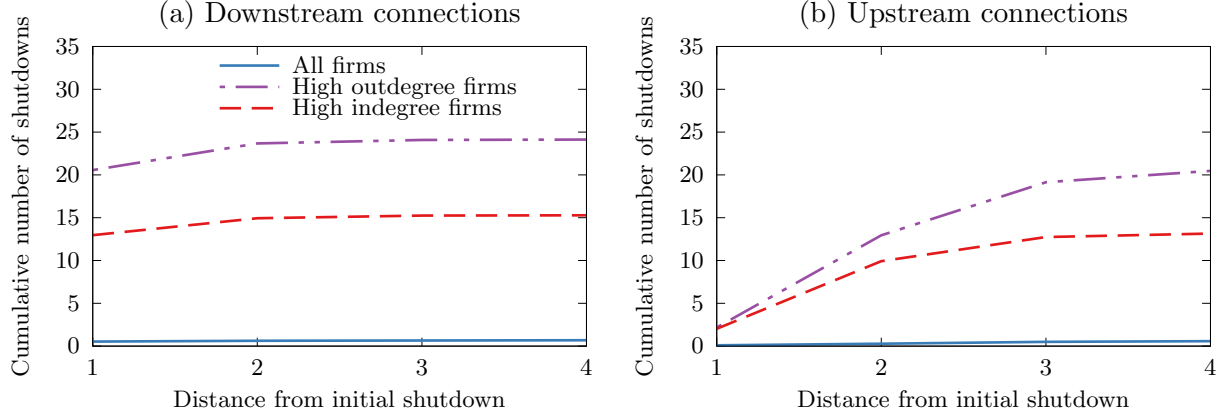 (a) Downstream connections
Cumulative number of shutdowns
35
30
25
20
15
10
5
0
All firms
High outdegree firms
High indegree firms
1 2 3 4
Distance from initial shutdown
(b) Upstream connections
Cumulative number of shutdowns
35
30
25
20
15
10
5
0
1 2 3 4
Distance from initial shutdown